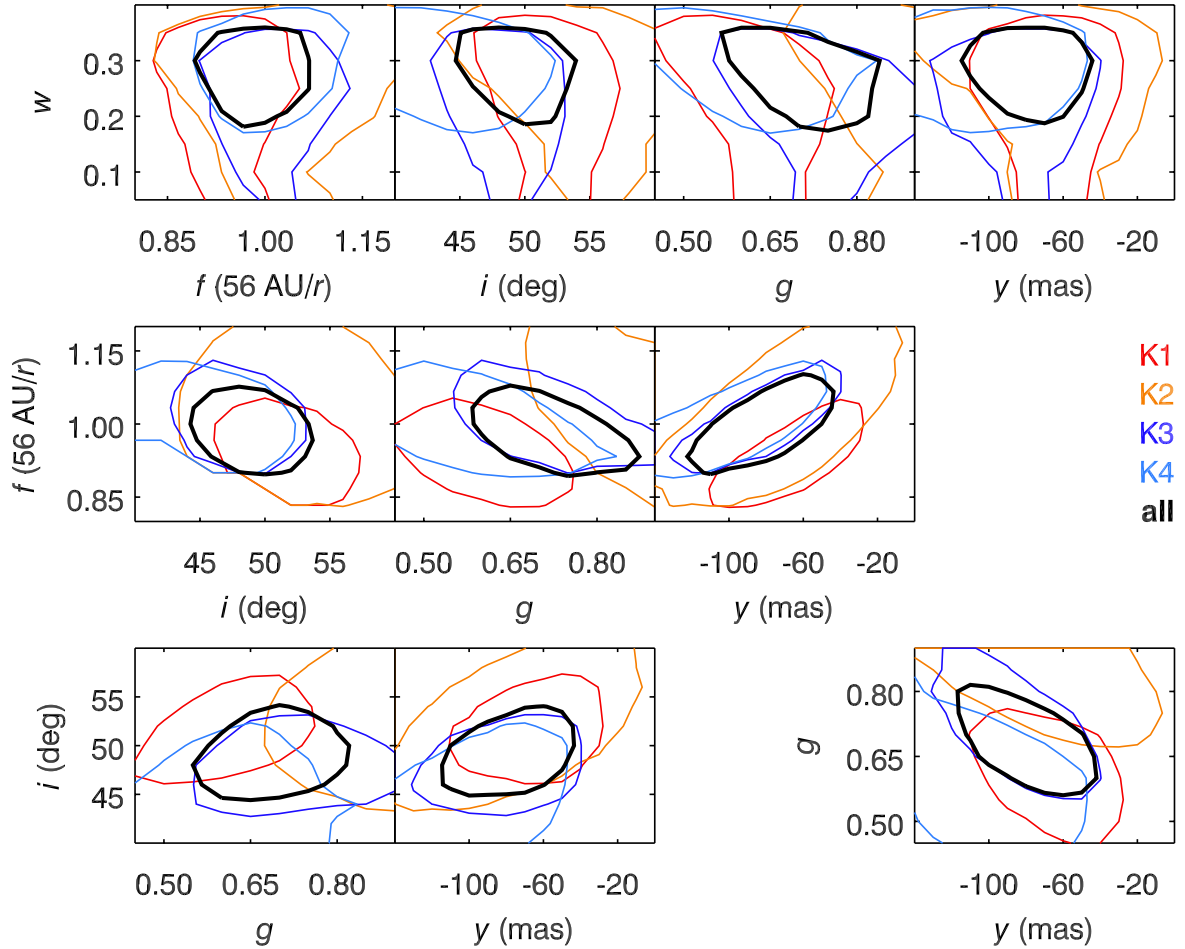 w
0.3
0.2
0.1
0.85 1.00 1.15 45 50 55 0.50 0.65 0.80 -100 -60 -20
f (56 AU/r) i (deg) g y (mas)
f (56 AU/r)
1.15
1.00
0.85
45 50 55 0.50 0.65 0.80 -100 -60 -20
i (deg) g y (mas)
K1
K2
K3
K4
all
i (deg)
55
50
45
0.50 0.65 0.80 -100 -60 -20
g y (mas)
g
0.80
0.65
0.50
-100 -60 -20
y (mas)